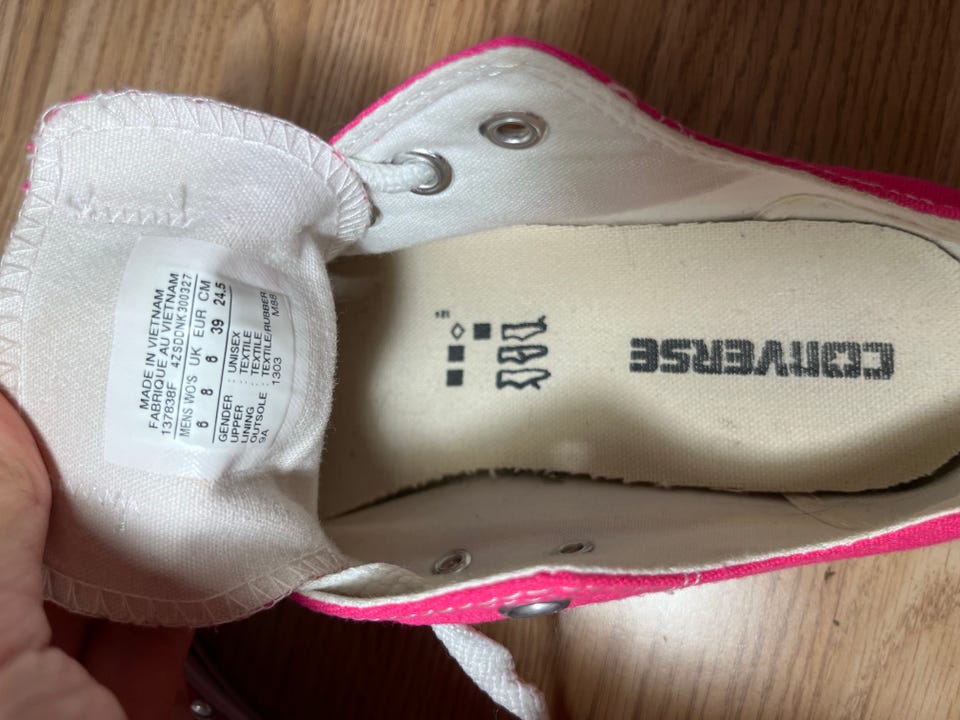 MADE IN VIETNAM
FABRIQUE AU VIETNAM
137838F 4ZSDDNK300327
MENS WO'S UK EUR CM
6 8 6 39 24.5
GENDER : UNISEX
UPPER : TEXTILE
LINING : TEXTILE
OUTSOLE : TEXTILE/RUBBER
9A 1303 M88
CONVERSE